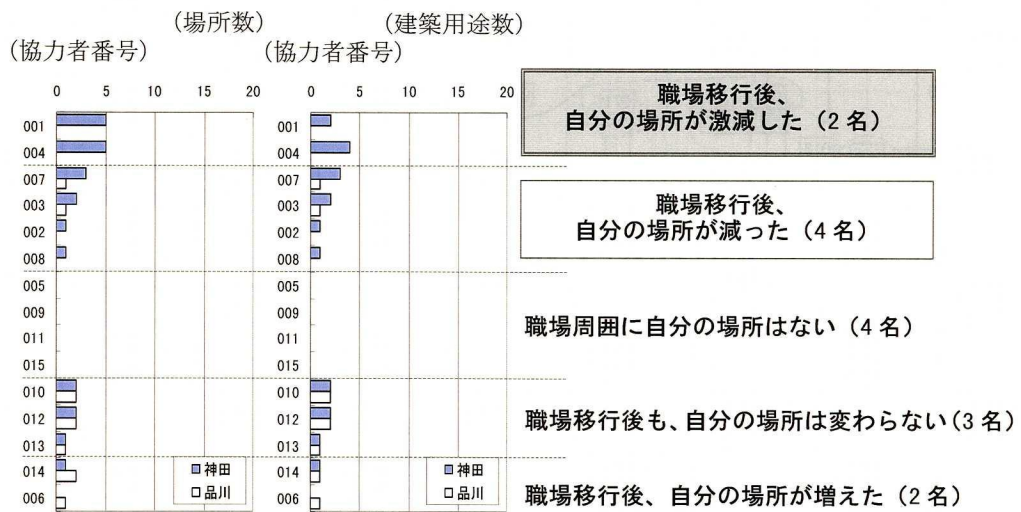 （場所数）
（建築用途数）
（協力者番号）
（協力者番号）
0 5 10 15 20
0 5 10 15 20
001
004
007
003
002
008
005
009
011
015
010
012
013
014
006
神田
品川
001
004
007
003
002
008
005
009
011
015
010
012
013
014
006
神田
品川
職場移行後、
自分の場所が激減した（2 名）
職場移行後、
自分の場所が減った（4 名）
職場周囲に自分の場所はない（4 名）
職場移行後も、自分の場所は変わらない（3 名）
職場移行後、自分の場所が増えた（2 名）